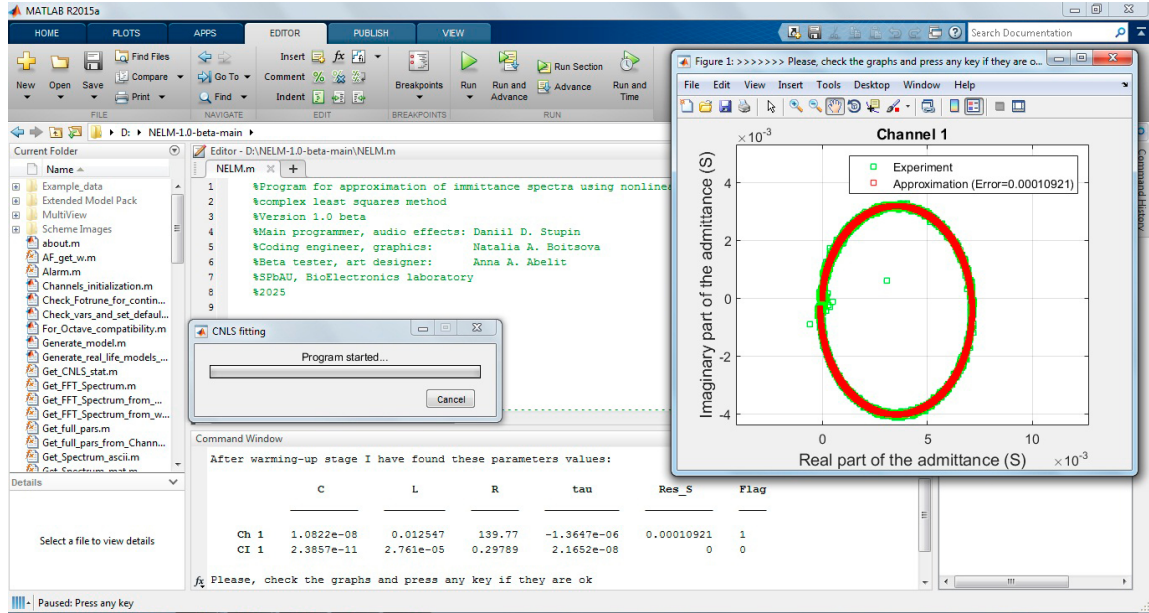 MATLAB R2015a
HOME PLOTS APPS EDITOR PUBLISH VIEW
Search Documentation
New Open Save
Find Files
Compare
Print
Go To
Find
Insert fx
Comment %
Indent
Breakpoints
Run
Run and Advance
Run Section
Advance
Run and Time
FILE NAVIGATE EDIT BREAKPOINTS RUN
D: NELM-1.0-beta-main
Current Folder
Name
Example_data
Extended Model Pack
MultiView
Scheme Images
about.m
AF_get_w.m
Alarm.m
Channels_initialization.m
Check_Fotrune_for_contin...
Check_vars_and_set_defaul...
For_Octave_compatibility.m
Generate_model.m
Generate_real_life_models_...
Get_CNLS_stat.m
Get_FFT_Spectrum.m
Get_FFT_Spectrum_from_...
Get_FFT_Spectrum_from_w...
Get_full_pars.m
Get_full_pars_from_Chann...
Get_Spectrum_ascii.m
Get_Spectrum_mat.m
Details
Select a file to view details
Editor - D:\NELM-1.0-beta-main\NELM.m
NELM.m
1 %Program for approximation of immittance spectra using nonlinea
2 %complex least squares method
3 %Version 1.0 beta
4 %Main programmer, audio effects: Daniil D. Stupin
5 %Coding engineer, graphics: Natalia A. Boitsova
6 %Beta tester, art designer: Anna A. Abelit
7 %SPbAU, BioElectronics laboratory
8 %2025
9
CNLS fitting
Program started...
Cancel
Command Window
After warming-up stage I have found these parameters values:
C L R tau Res_S Flag
Ch 1 1.0822e-08 0.012547 139.77 -1.3647e-06 0.00010921 1
CI 1 2.3857e-11 2.761e-05 0.29789 2.1652e-08 0 0
fx Please, check the graphs and press any key if they are ok
Command History
Figure 1: >>>>>>> Please, check the graphs and press any key if they are o...
File Edit View Insert Tools Desktop Window Help
×10-3
Channel 1
Experiment
Approximation (Error=0.00010921)
Imaginary part of the admittance (S)
4
2
0
-2
-4
0 5 10
Real part of the admittance (S) ×10-3
Paused: Press any key